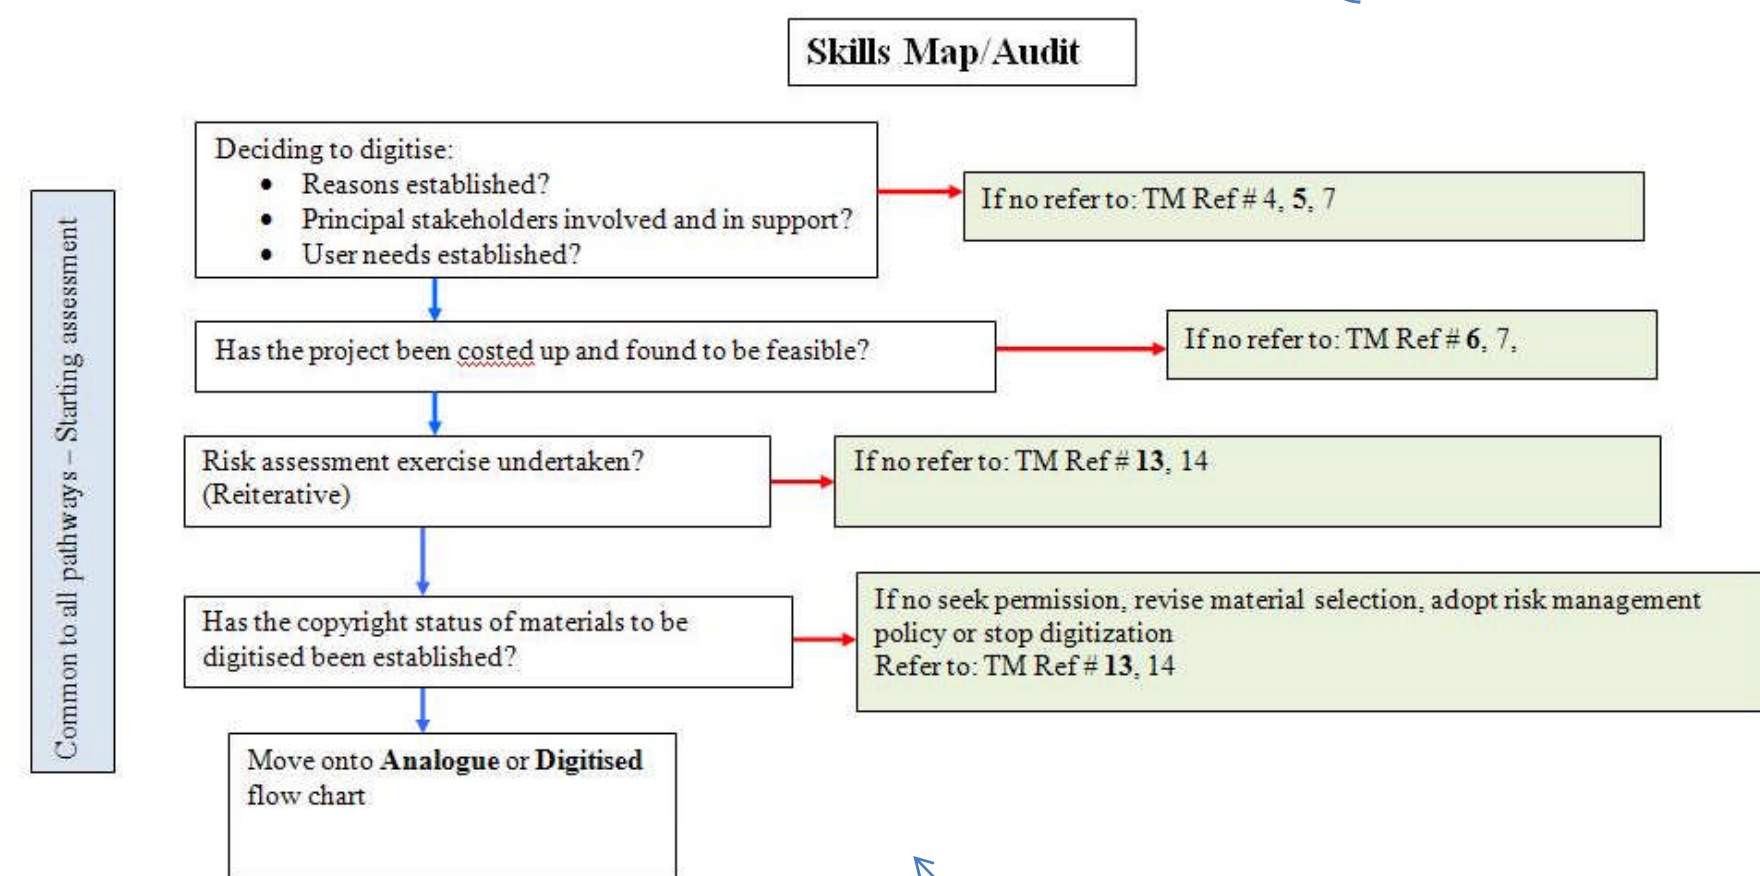 Skills Map/Audit
Common to all pathways – Starting assessment
Deciding to digitise:
• Reasons established?
• Principal stakeholders involved and in support?
• User needs established?
If no refer to: TM Ref # 4, 5, 7
Has the project been costed up and found to be feasible?
If no refer to: TM Ref # 6, 7,
Risk assessment exercise undertaken?
(Reiterative)
If no refer to: TM Ref # 13, 14
Has the copyright status of materials to be
digitised been established?
If no seek permission, revise material selection, adopt risk management
policy or stop digitization
Refer to: TM Ref # 13, 14
Move onto Analogue or Digitised
flow chart